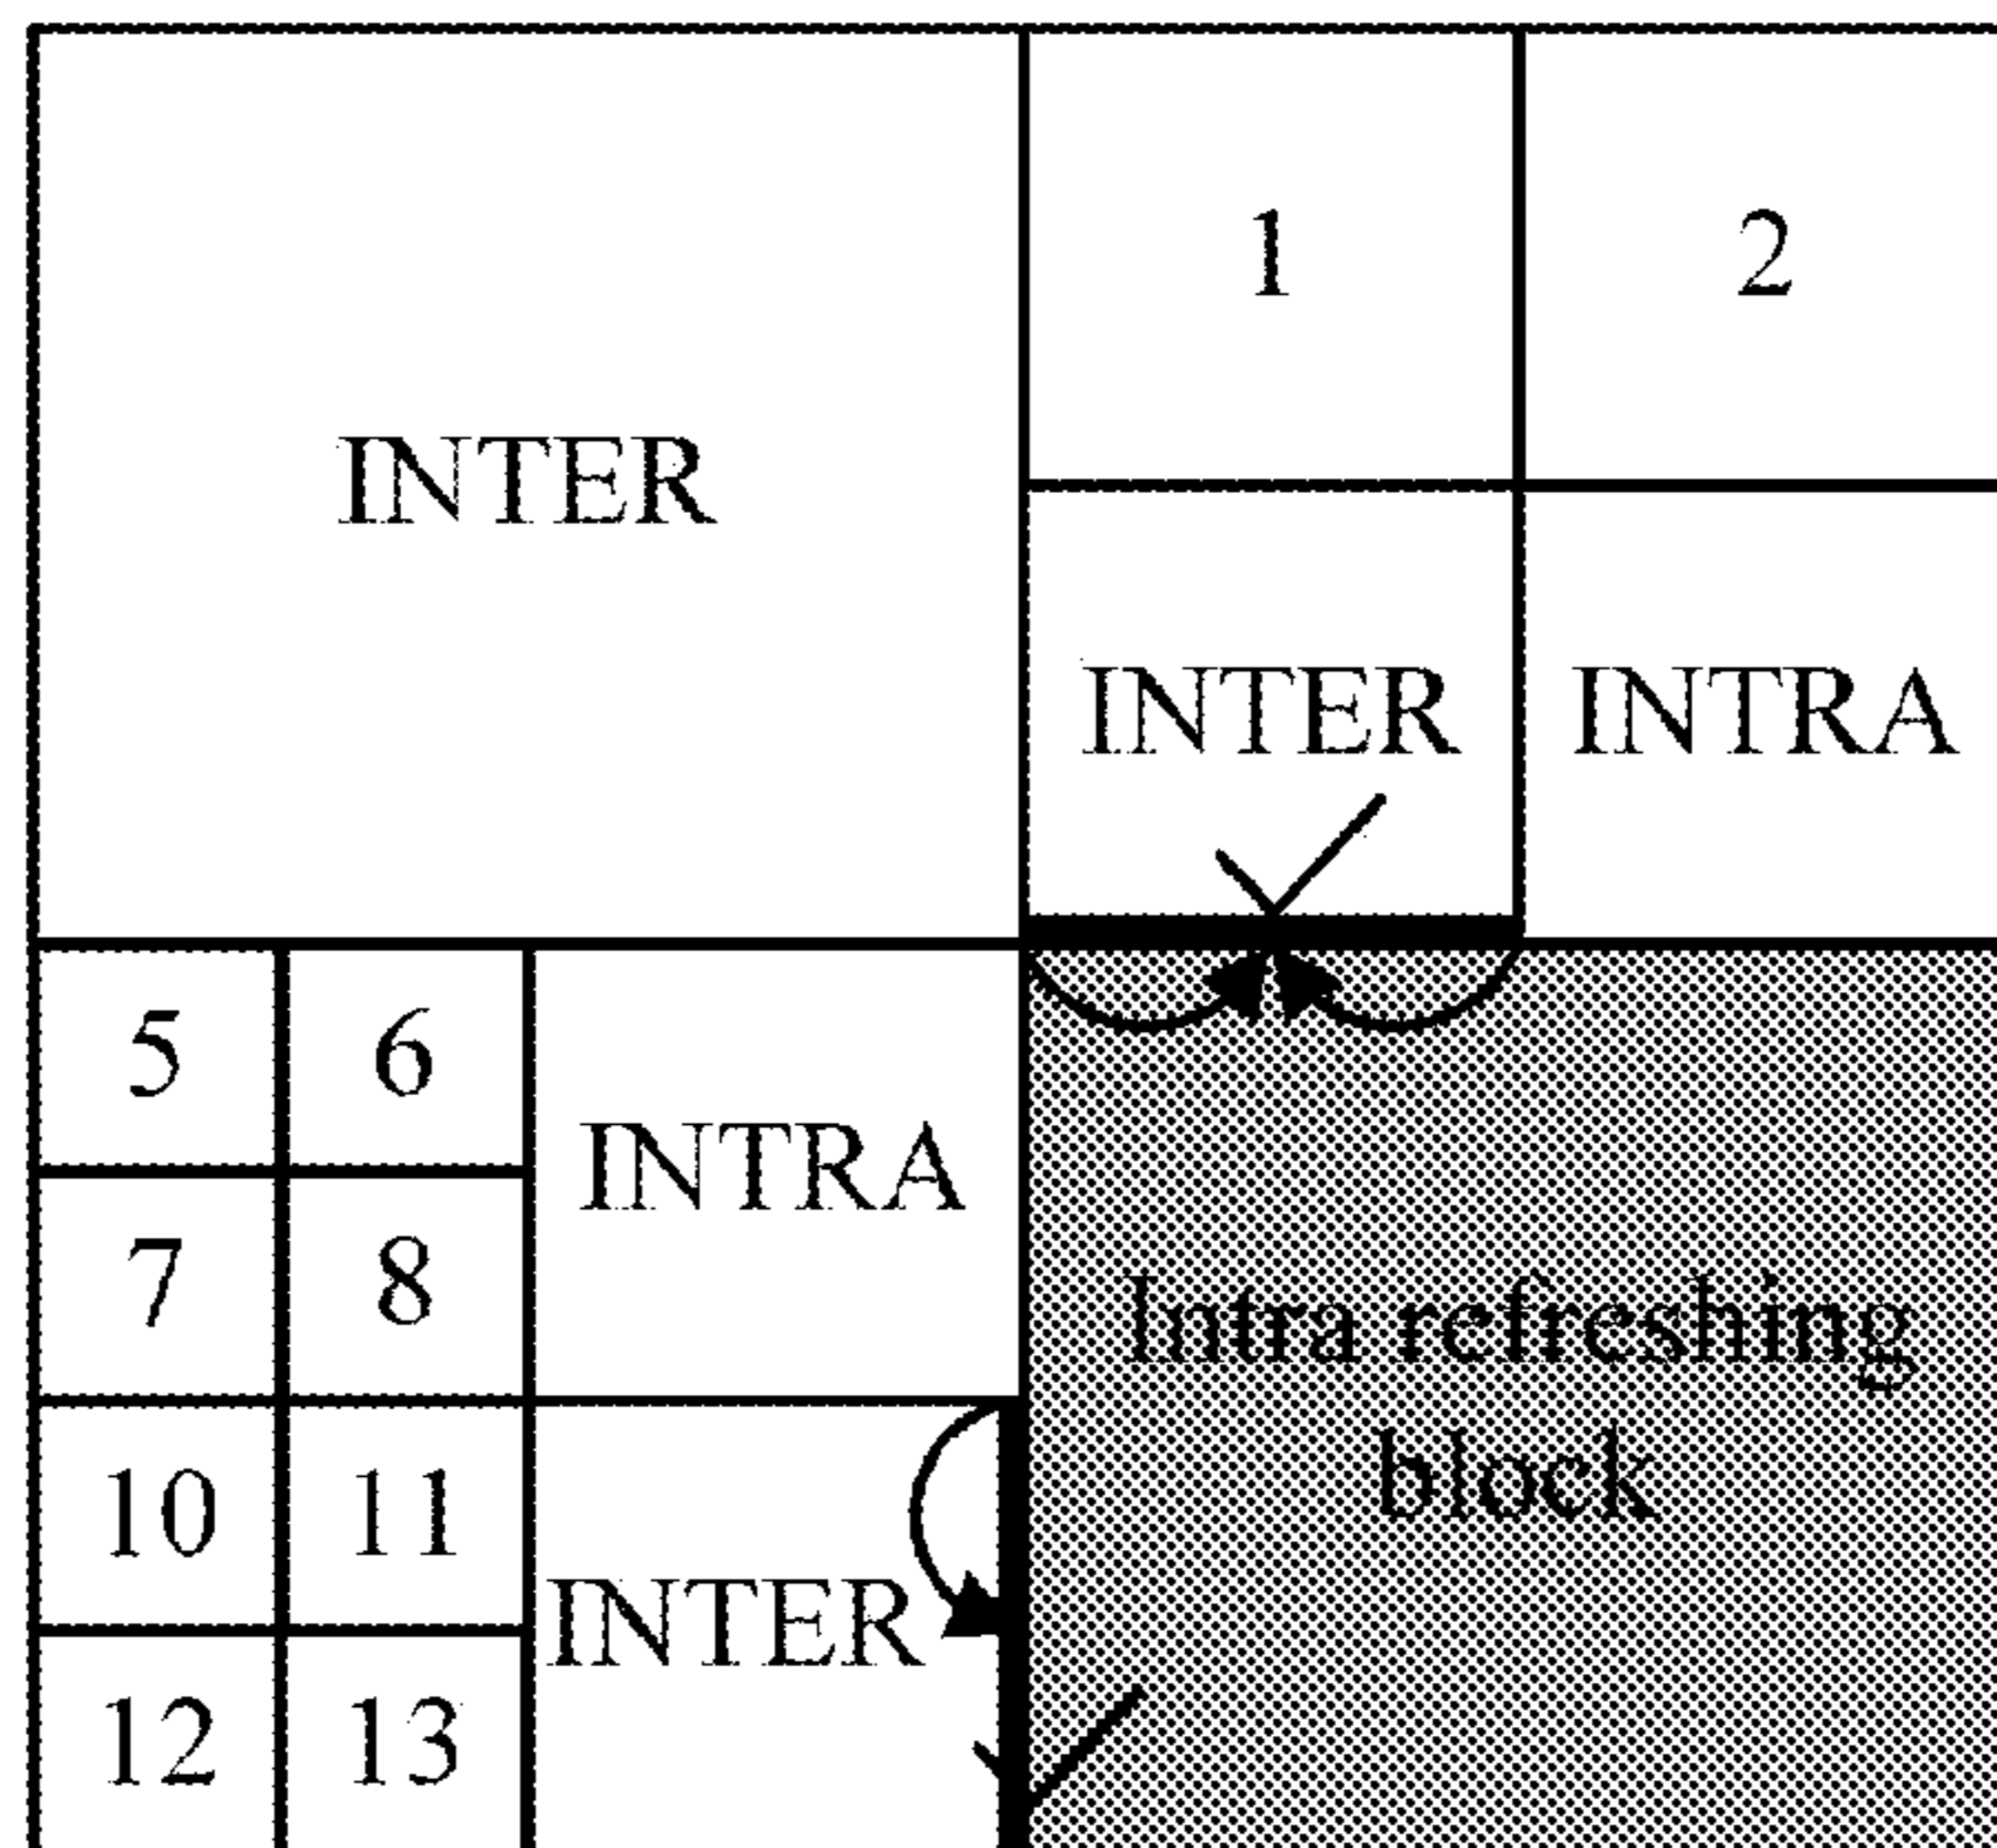 1
2
INTER
INTER
INTRA
5
6
INTRA
7
8
Intra refreshing
block
10
11
INTER
12
13